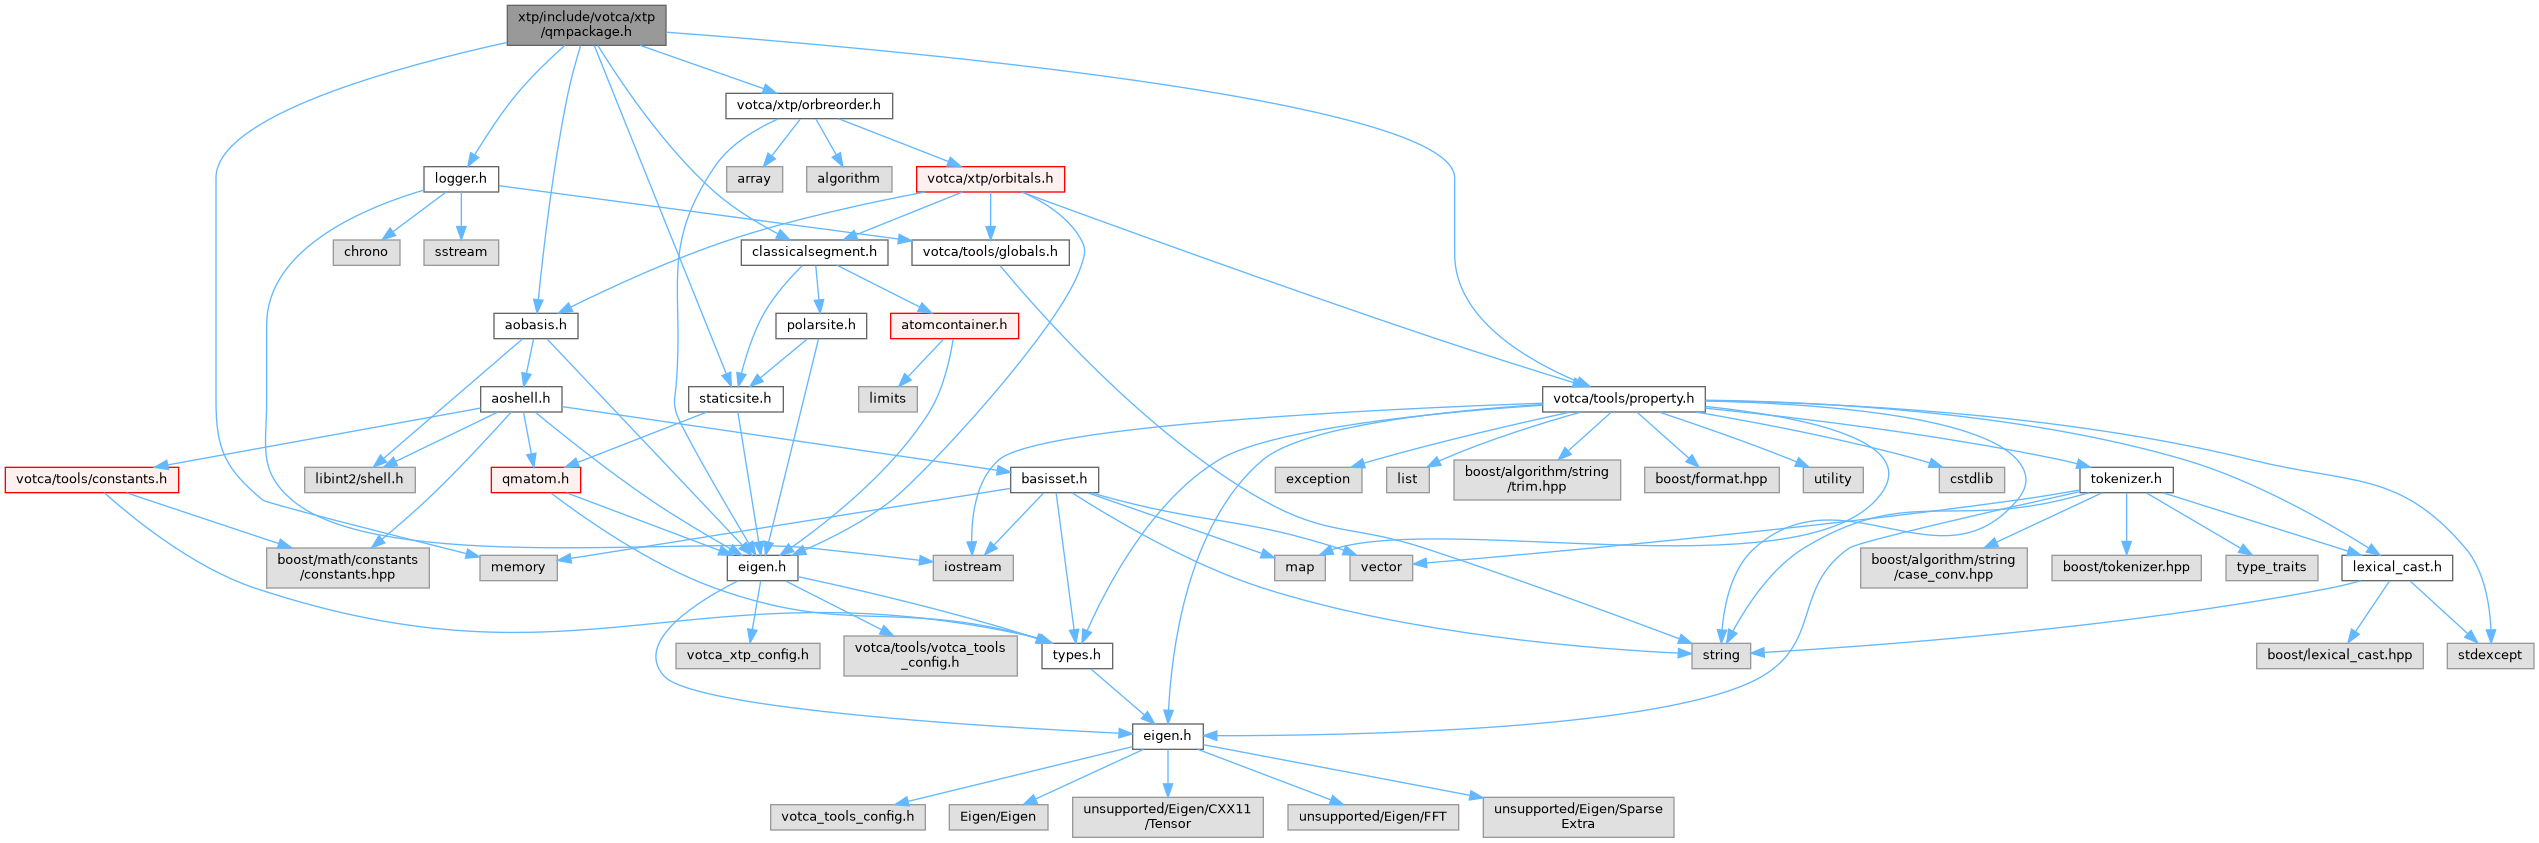 xtp/include/votca/xtp
/qmpackage.h
votca/xtp/orbreorder.h
logger.h
array
algorithm
votca/xtp/orbitals.h
chrono
sstream
classicalsegment.h
votca/tools/globals.h
aobasis.h
polarsite.h
atomcontainer.h
aoshell.h
staticsite.h
limits
votca/tools/property.h
votca/tools/constants.h
libint2/shell.h
qmatom.h
basisset.h
exception
list
boost/algorithm/string
/trim.hpp
boost/format.hpp
utility
cstdlib
tokenizer.h
boost/math/constants
/constants.hpp
memory
eigen.h
iostream
map
vector
boost/algorithm/string
/case_conv.hpp
boost/tokenizer.hpp
type_traits
lexical_cast.h
votca_xtp_config.h
votca/tools/votca_tools
_config.h
types.h
string
boost/lexical_cast.hpp
stdexcept
eigen.h
votca_tools_config.h
Eigen/Eigen
unsupported/Eigen/CXX11
/Tensor
unsupported/Eigen/FFT
unsupported/Eigen/Sparse
Extra